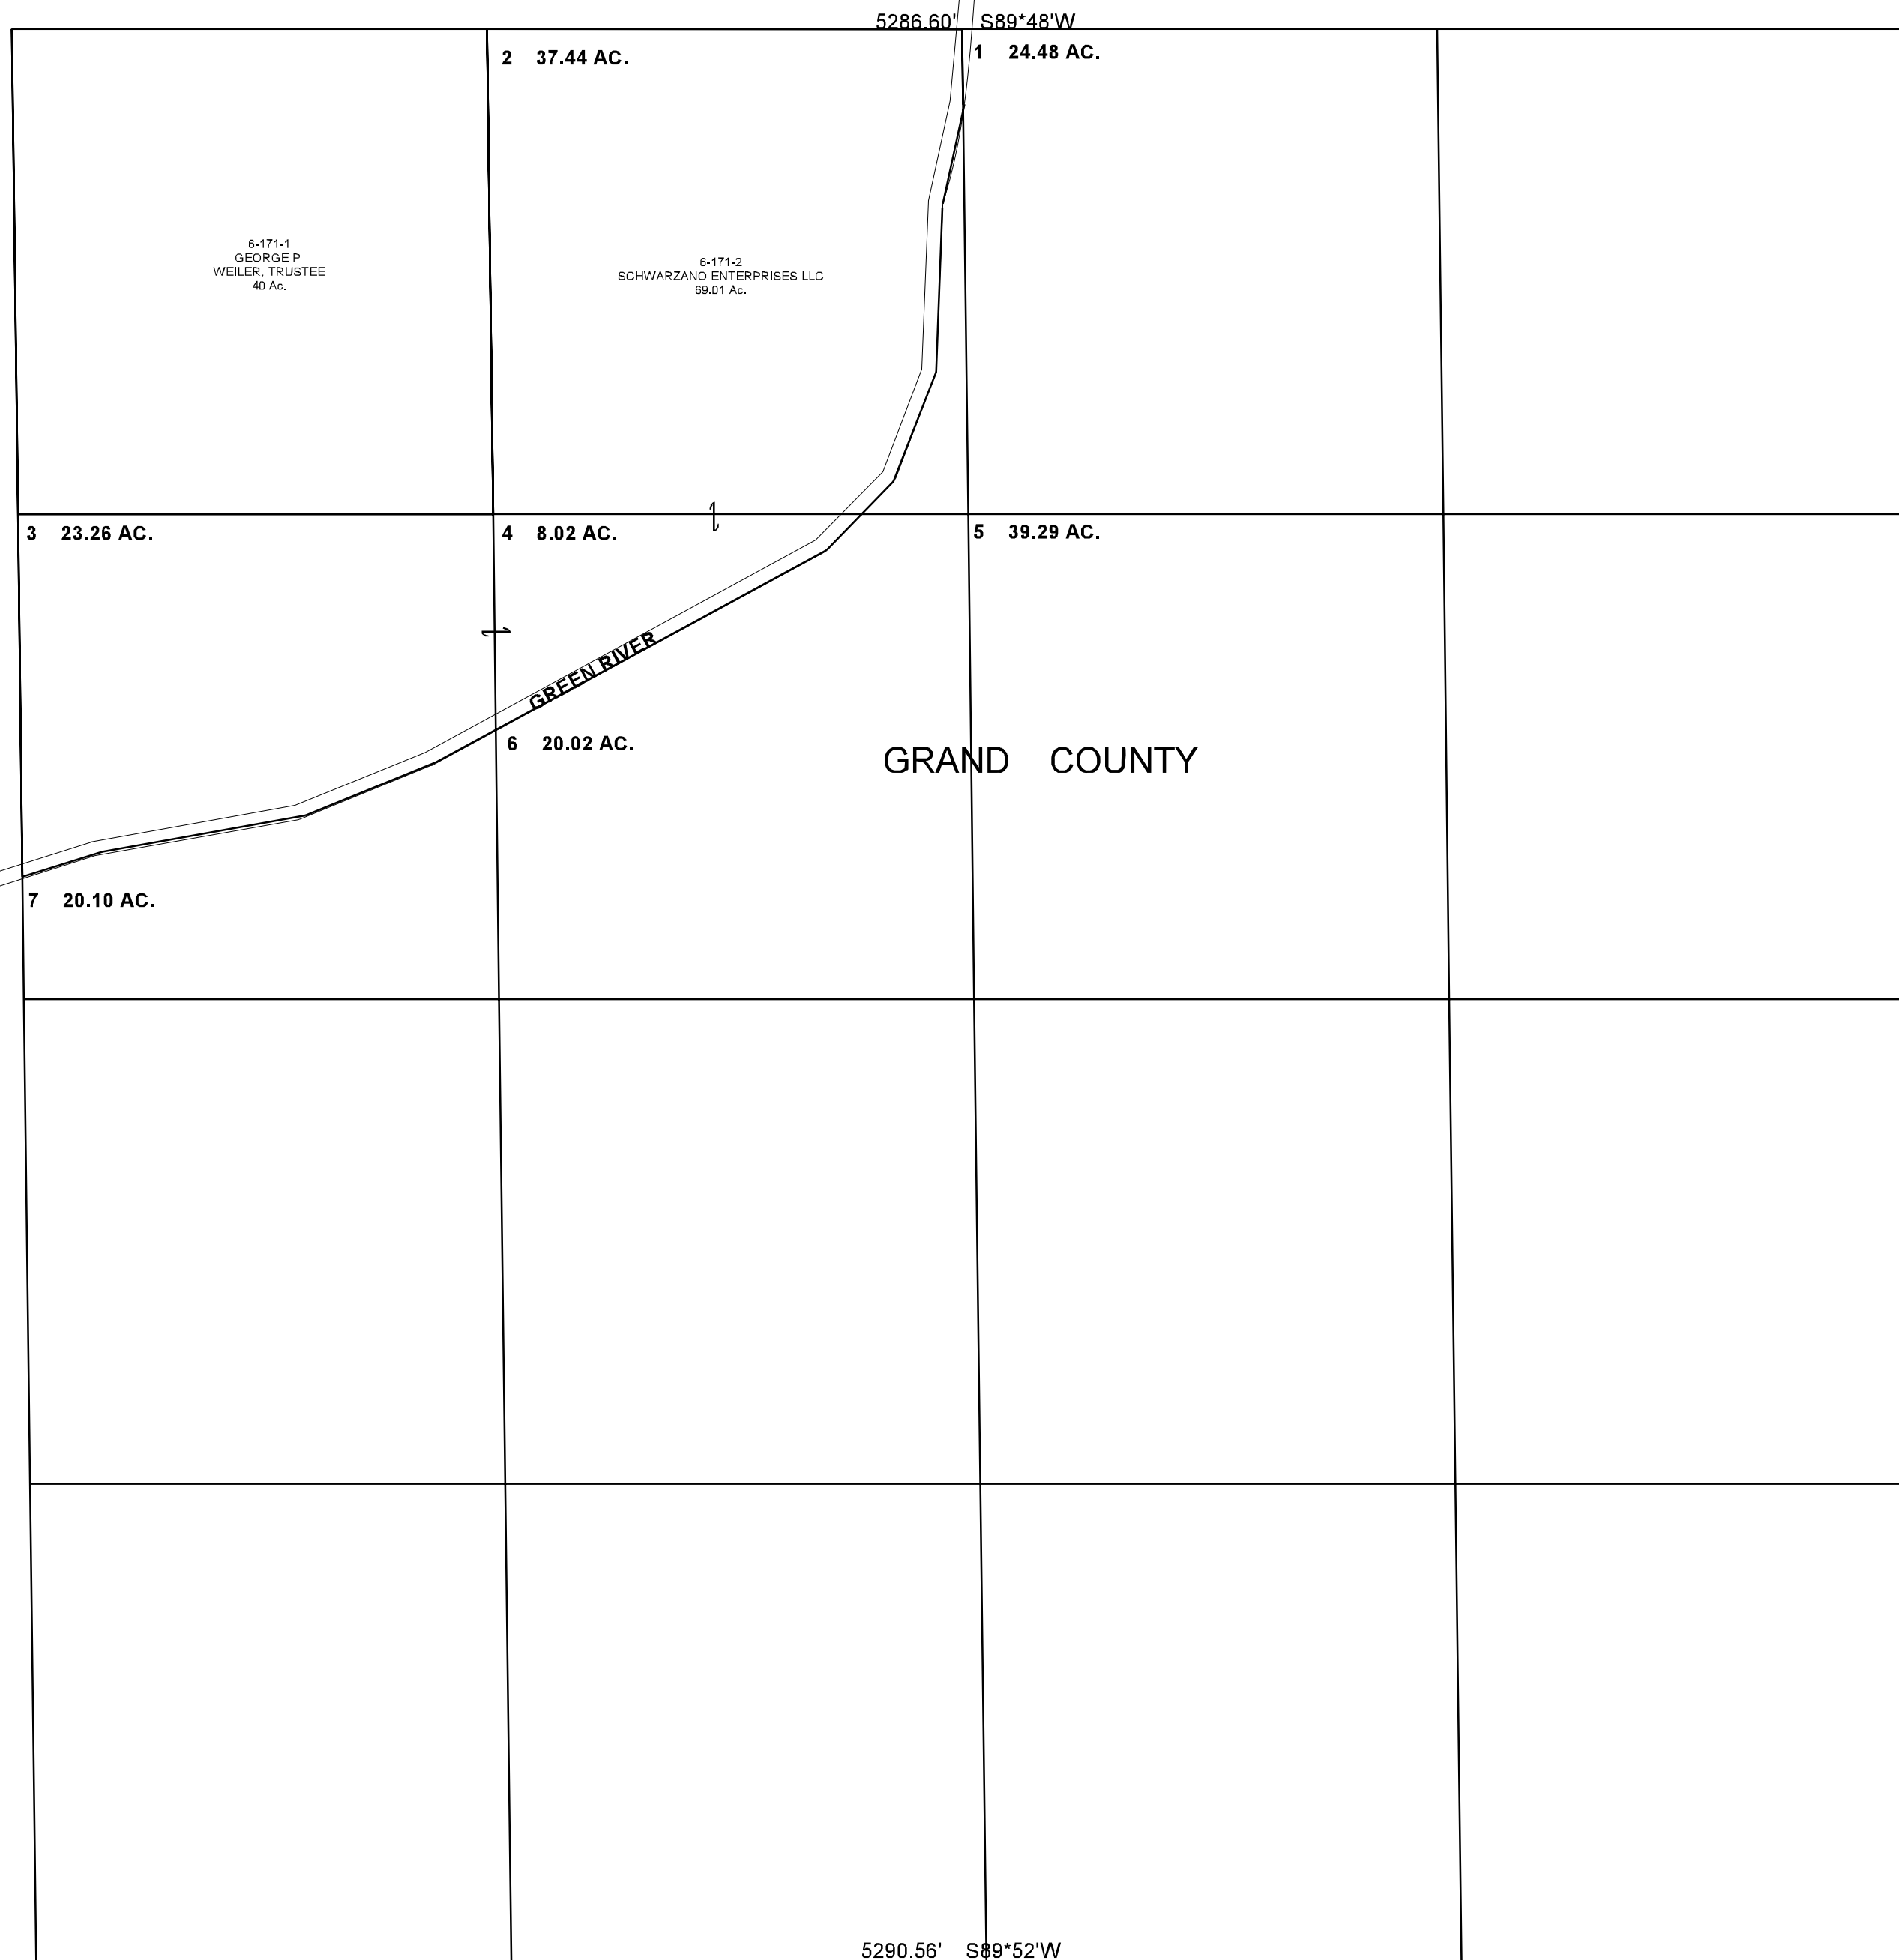 5286.60' S89*48'W
2 37.44 AC.
1 24.48 AC.
6-171-1
GEORGE P
WEILER, TRUSTEE
40 Ac.
6-171-2
SCHWARZANO ENTERPRISES LLC
69.01 Ac.
3 23.26 AC.
4 8.02 AC.
5 39.29 AC.
GREEN RIVER
6 20.02 AC.
GRAND COUNTY
7 20.10 AC.
5290.56' S89*52'W